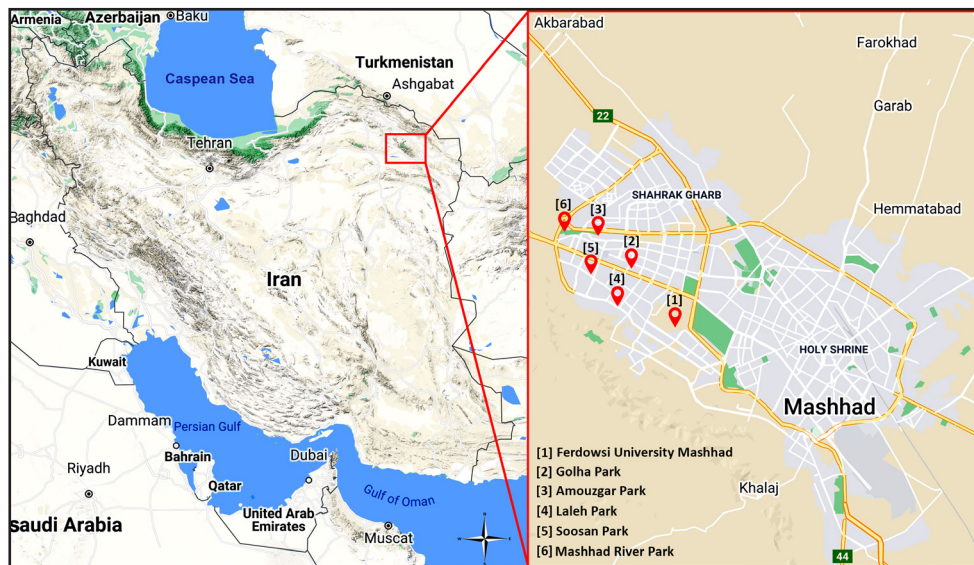 Armenia
Azerbaijan
Baku
Caspean Sea
Turkmenistan
Ashgabat
Tehran
Baghdad
Iran
Kuwait
Dammam
Persian Gulf
Bahrain
Dubai
Riyadh
Qatar
Gulf of Oman
United Arab
Emirates
saudi Arabia
Muscat
N
W
E
S
Akbarabad
Farokhad
22
Garab
SHAHRAK GHARB
Hemmatabad
[6]
[3]
[2]
[5]
[4]
[1]
HOLY SHRINE
Mashhad
[1] Ferdowsi University Mashhad
[2] Golha Park
[3] Amouzgar Park
[4] Laleh Park
[5] Soosan Park
[6] Mashhad River Park
Khalaj
44